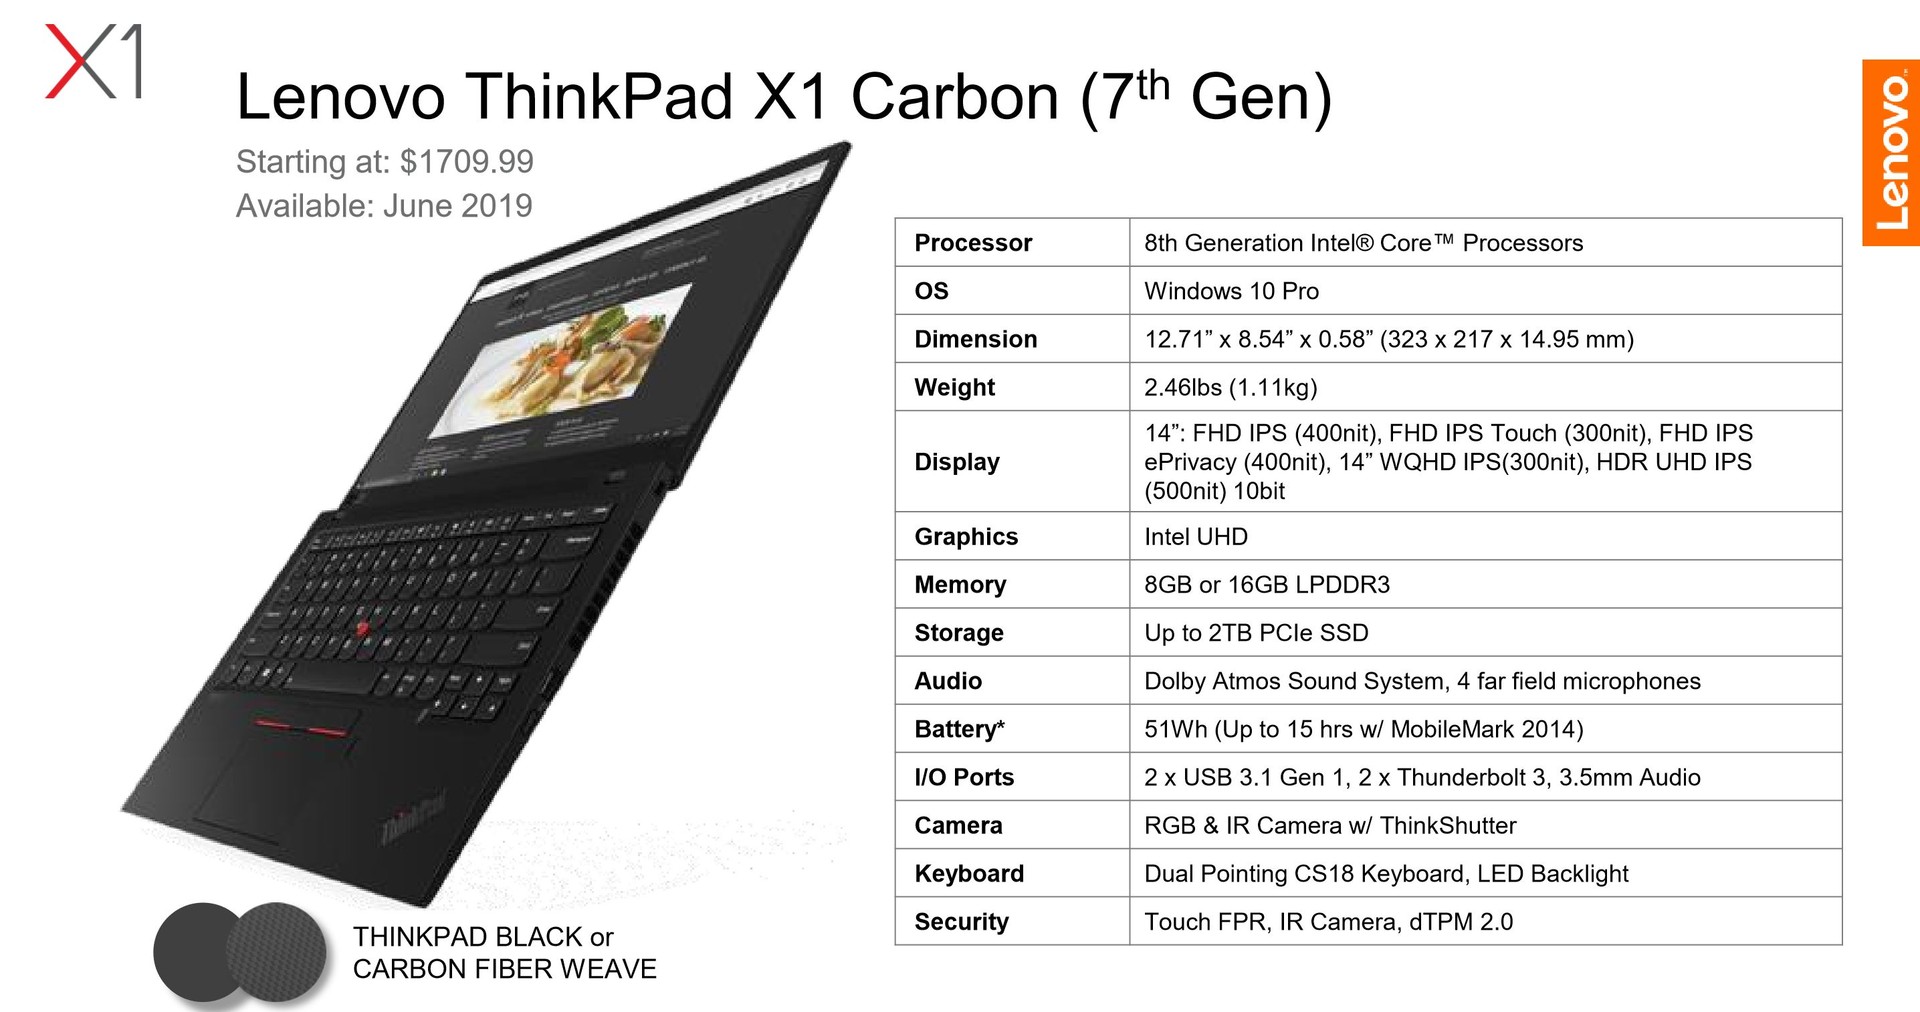 X1
Lenovo ThinkPad X1 Carbon (7th Gen)
Starting at: $1709.99
Available: June 2019
Lenovo™
Processor 8th Generation Intel® Core™ Processors
OS Windows 10 Pro
Dimension 12.71” x 8.54” x 0.58” (323 x 217 x 14.95 mm)
Weight 2.46lbs (1.11kg)
Display 14”: FHD IPS (400nit), FHD IPS Touch (300nit), FHD IPS
ePrivacy (400nit), 14” WQHD IPS(300nit), HDR UHD IPS
(500nit) 10bit
Graphics Intel UHD
Memory 8GB or 16GB LPDDR3
Storage Up to 2TB PCIe SSD
Audio Dolby Atmos Sound System, 4 far field microphones
Battery* 51Wh (Up to 15 hrs w/ MobileMark 2014)
I/O Ports 2 x USB 3.1 Gen 1, 2 x Thunderbolt 3, 3.5mm Audio
Camera RGB & IR Camera w/ ThinkShutter
Keyboard Dual Pointing CS18 Keyboard, LED Backlight
Security Touch FPR, IR Camera, dTPM 2.0
ThinkPad
THINKPAD BLACK or
CARBON FIBER WEAVE